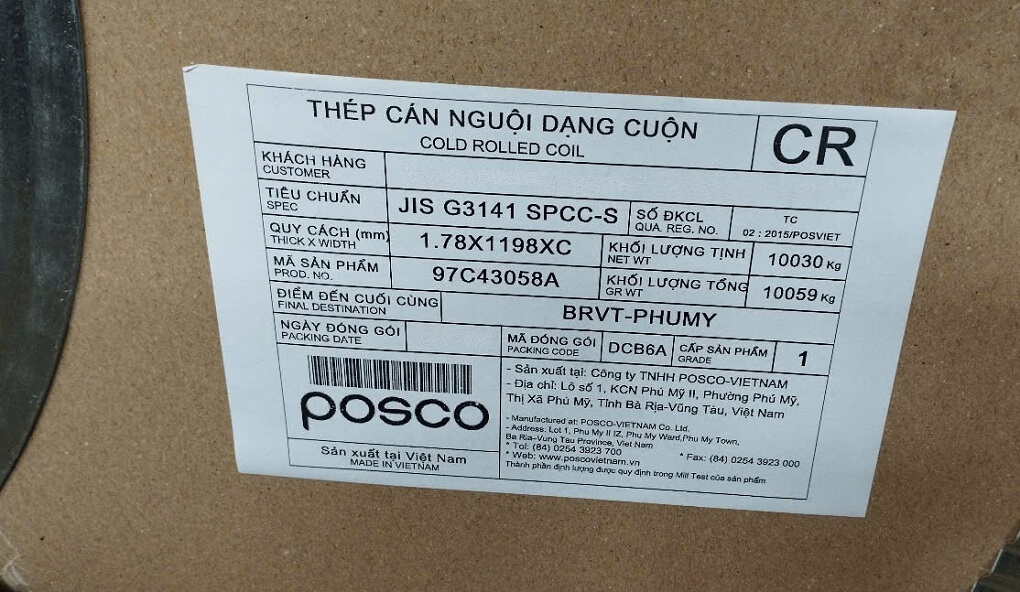 THÉP CÁN NGUỘI DẠNG CUỘN
COLD ROLLED COIL
CR
KHÁCH HÀNG
CUSTOMER
TIÊU CHUẨN
SPEC
JIS G3141 SPCC-S
SỐ ĐKCL
QUA. REG. NO.
TC
02 : 2015/POSVIET
QUY CÁCH (mm)
THICK X WIDTH
1.78X1198XC
KHỐI LƯỢNG TỊNH
NET WT
10030 Kg
MÃ SẢN PHẨM
PROD. NO.
97C43058A
KHỐI LƯỢNG TỔNG
GR WT
10059 Kg
ĐIỂM ĐẾN CUỐI CÙNG
FINAL DESTINATION
BRVT-PHUMY
NGÀY ĐÓNG GÓI
PACKING DATE
MÃ ĐÓNG GÓI
PACKING CODE
DCB6A
CẤP SẢN PHẨM
GRADE
1
posco
Sản xuất tại Việt Nam
MADE IN VIETNAM
- Sản xuất tại: Công ty TNHH POSCO-VIETNAM
- Địa chỉ: Lô số 1, KCN Phú Mỹ II, Phường Phú Mỹ,
Thị Xã Phú Mỹ, Tỉnh Bà Rịa-Vũng Tàu, Việt Nam
- Manufactured at: POSCO-VIETNAM Co. Ltd.
- Address: Lot 1, Phu My II IZ, Phu My Ward,Phu My Town,
Ba Ria-Vung Tau Province, Viet Nam
* Tol: (84) 0254 3923 700
* Fax: (84) 0254 3923 000
* Web: www.poscovietnam.vn
Thành phần định lượng được quy định trong Mill Test của sản phẩm